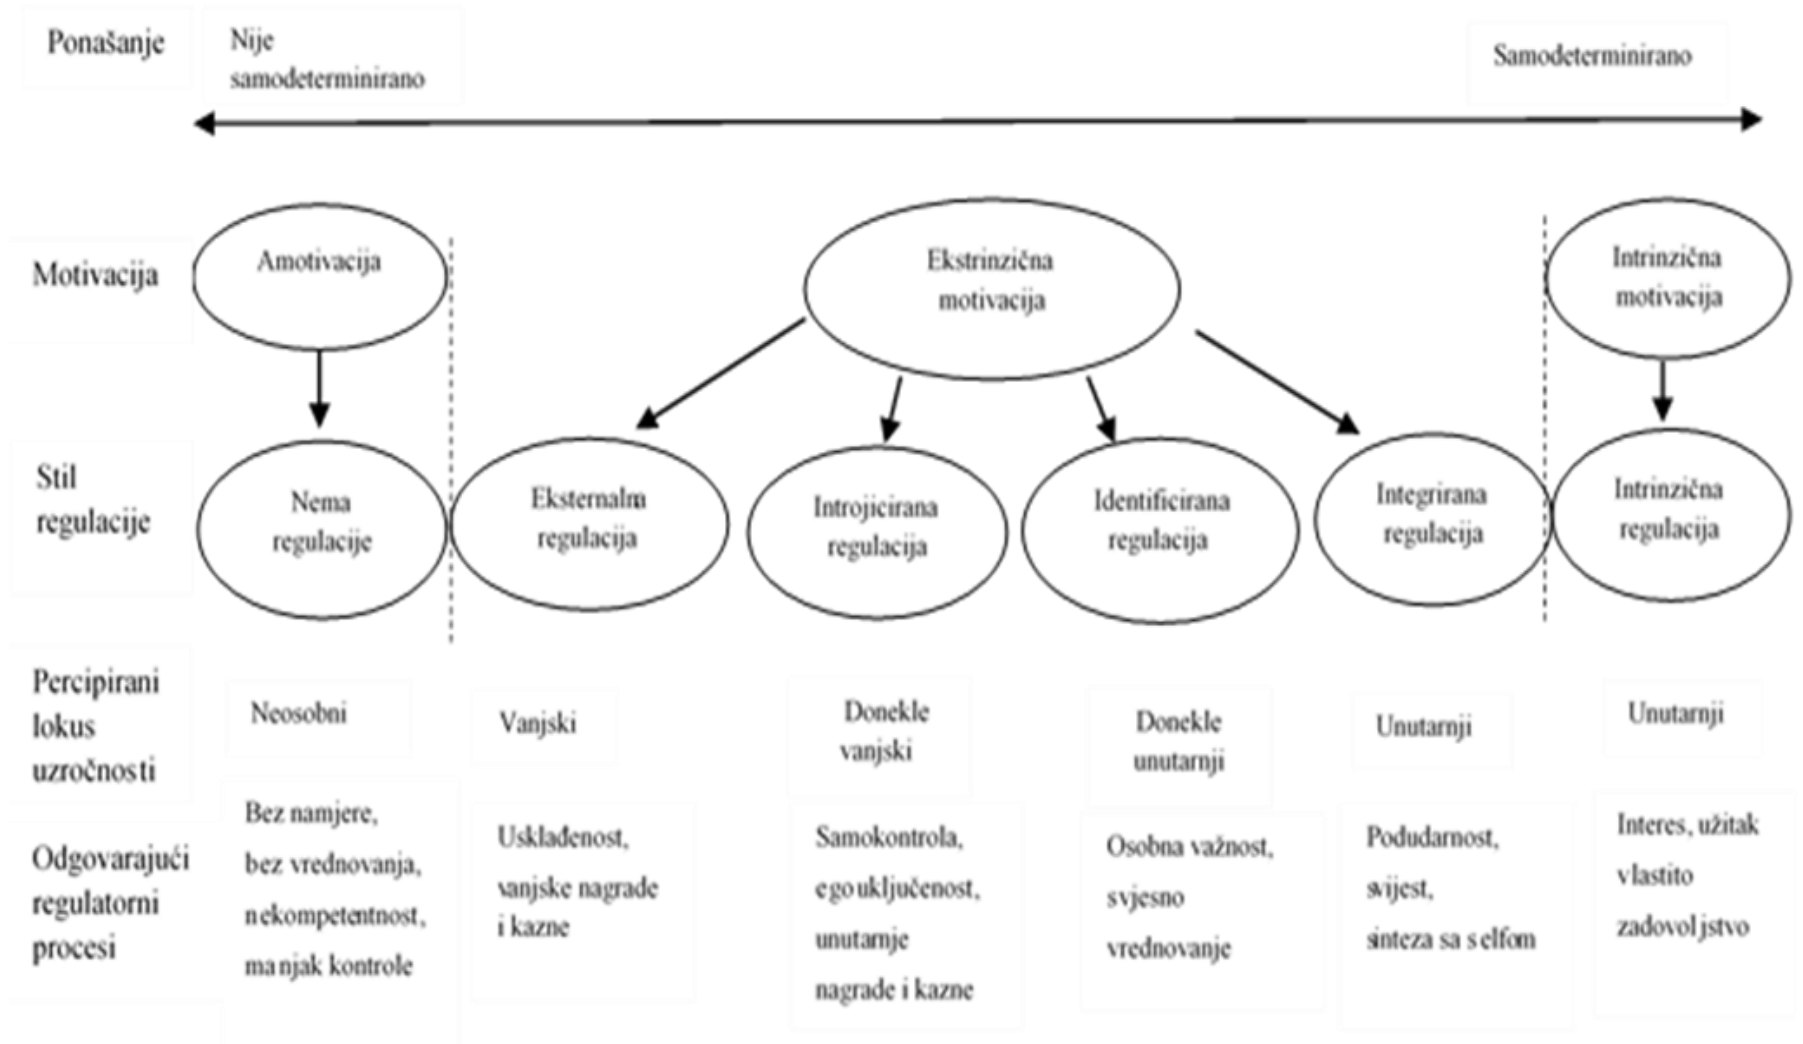 Ponašanje
Nije
samodeterminirano
Samodeterminirano
Motivacija
Amotivacija
Ekstrinzična
motivacija
Intrinzična
motivacija
Stil
regulacije
Nema
regulacije
Eksternalna
regulacija
Introjicirana
regulacija
Identificirana
regulacija
Integrirana
regulacija
Intrinzična
regulacija
Percipirani
lokus
uzročnosti
Neosobni
Vanjski
Donekle
vanjski
Donekle
unutarnji
Unutarnji
Unutarnji
Odgovarajući
regulatorni
procesi
Bez namjere,
bez vrednovanja,
nekompetentnost,
manjak kontrole
Usklađenost,
vanjske nagrade
i kazne
Samokontrola,
ego uključenost,
unutarnje
nagrade i kazne
Osobna važnost,
svjesno
vrednovanje
Podudarnost,
svijest,
sinteza sa selfom
Interes, užitak
vlastito
zadovoljstvo